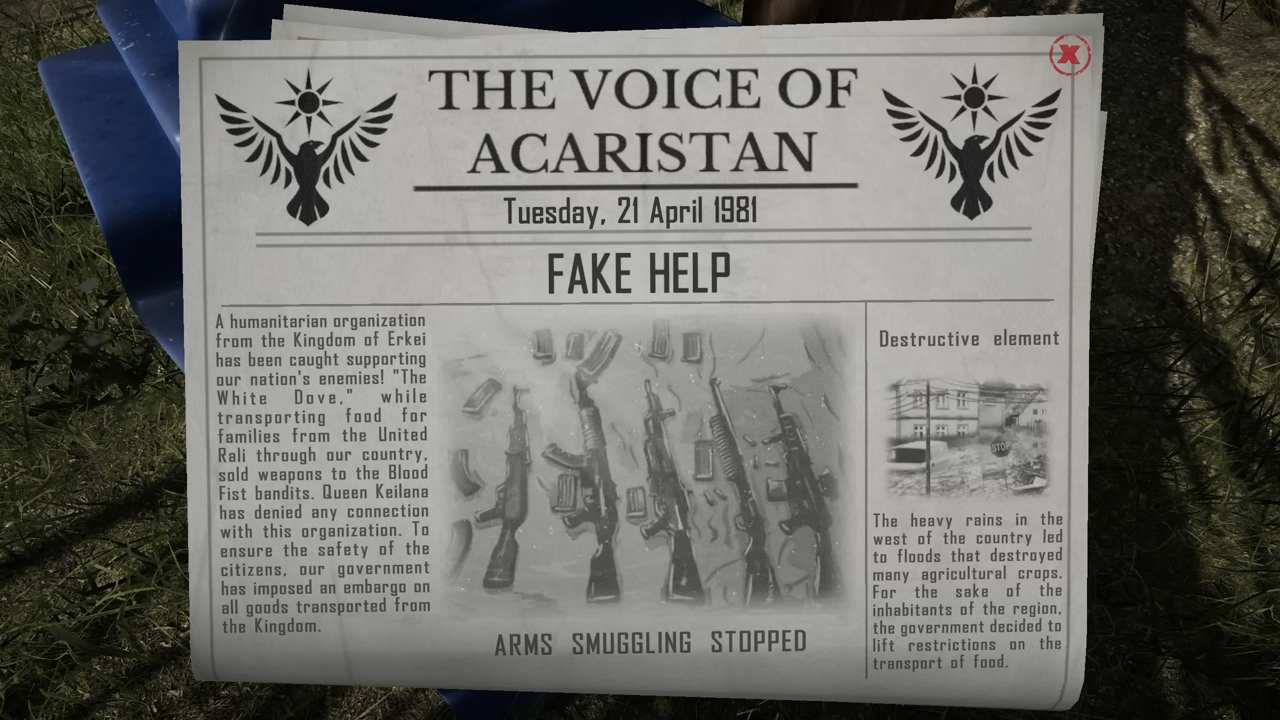 THE VOICE OF
ACARISTAN
Tuesday, 21 April 1981
FAKE HELP
A humanitarian organization
from the Kingdom of Erkei
has been caught supporting
our nation's enemies! "The
White Dove," while
transporting food for
families from the United
Rali through our country,
sold weapons to the Blood
Fist bandits. Queen Keilana
has denied any connection
with this organization. To
ensure the safety of the
citizens, our government
has imposed an embargo on
all goods transported from
the Kingdom.
ARMS SMUGGLING STOPPED
Destructive element
STOP
The heavy rains in the
west of the country led
to floods that destroyed
many agricultural crops.
For the sake of the
inhabitants of the region,
the government decided to
lift restrictions on the
transport of food.
X